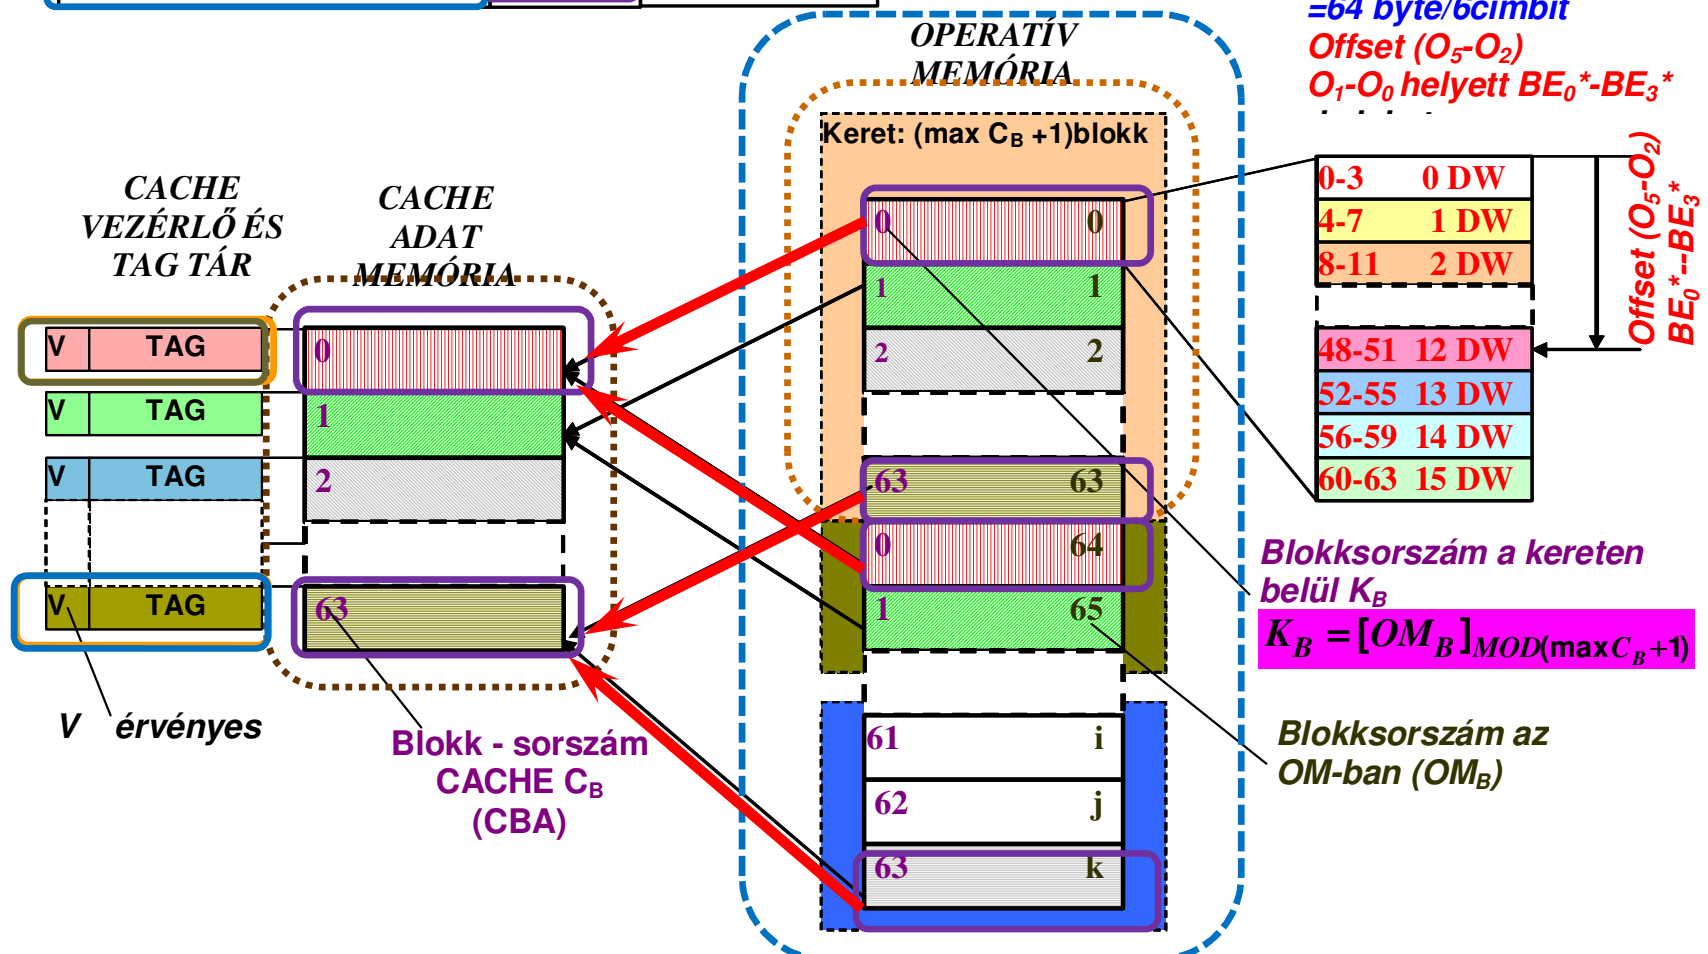 =64 byte/6címbit
Offset (O5-O2)
O1-O0 helyett BE0*-BE3*
OPERATÍV
MEMÓRIA
Keret: (max CB +1)blokk
CACHE
VEZÉRLŐ ÉS
TAG TÁR
CACHE
ADAT
MEMÓRIA
V TAG
V TAG
V TAG
V TAG
0
1
2
63
0 0
1 1
2 2
63 63
0 64
1 65
61 i
62 j
63 k
0-3 0 DW
4-7 1 DW
8-11 2 DW
48-51 12 DW
52-55 13 DW
56-59 14 DW
60-63 15 DW
Offset (O5-O2)
BE0*--BE3*
Blokksorszám a kereten
belül KB
KB = [OMB]MOD(maxCB+1)
Blokksorszám az
OM-ban (OMB)
V érvényes
Blokk - sorszám
CACHE CB
(CBA)